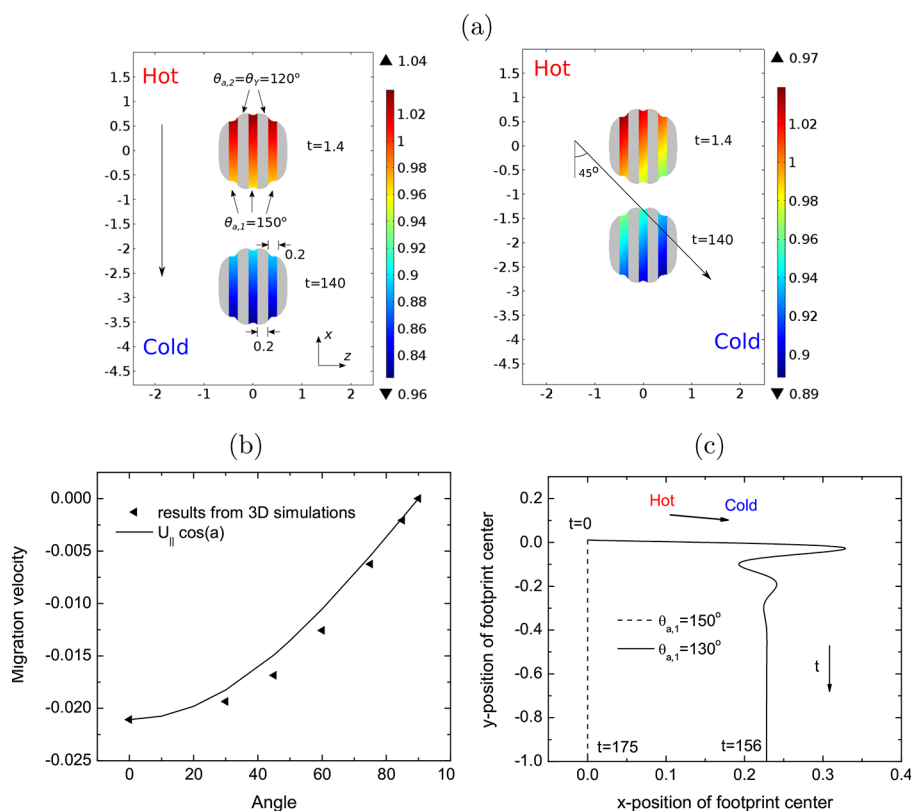 (a)
1.5
1
0.5
0
-0.5
-1
-1.5
-2
-2.5
-3
-3.5
-4
-4.5
-2 -1 0 1 2
Hot
θa,2=θY=120°
t=1.4
θa,1=150°
0.2
t=140
0.2
Cold
x
z
1.04
1.02
1
0.98
0.96
0.94
0.92
0.9
0.88
0.86
0.84
0.96
1.5
1
0.5
0
-0.5
-1
-1.5
-2
-2.5
-3
-3.5
-4
-4.5
-2 -1 0 1 2
Hot
t=1.4
45°
t=140
Cold
0.97
1.02
1
0.98
0.96
0.94
0.92
0.9
0.89
(b)
Migration velocity
0.000
-0.005
-0.010
-0.015
-0.020
-0.025
results from 3D simulations
U|| cos(a)
0 20 40 60 80 10
Angle
(c)
y-position of footprint center
0.2
0.0
-0.2
-0.4
-0.6
-0.8
-1.0
Hot Cold
t=0
θa,1=150°
θa,1=130°
t
t=175 t=156
0.0 0.1 0.2 0.3 0.4
x-position of footprint center